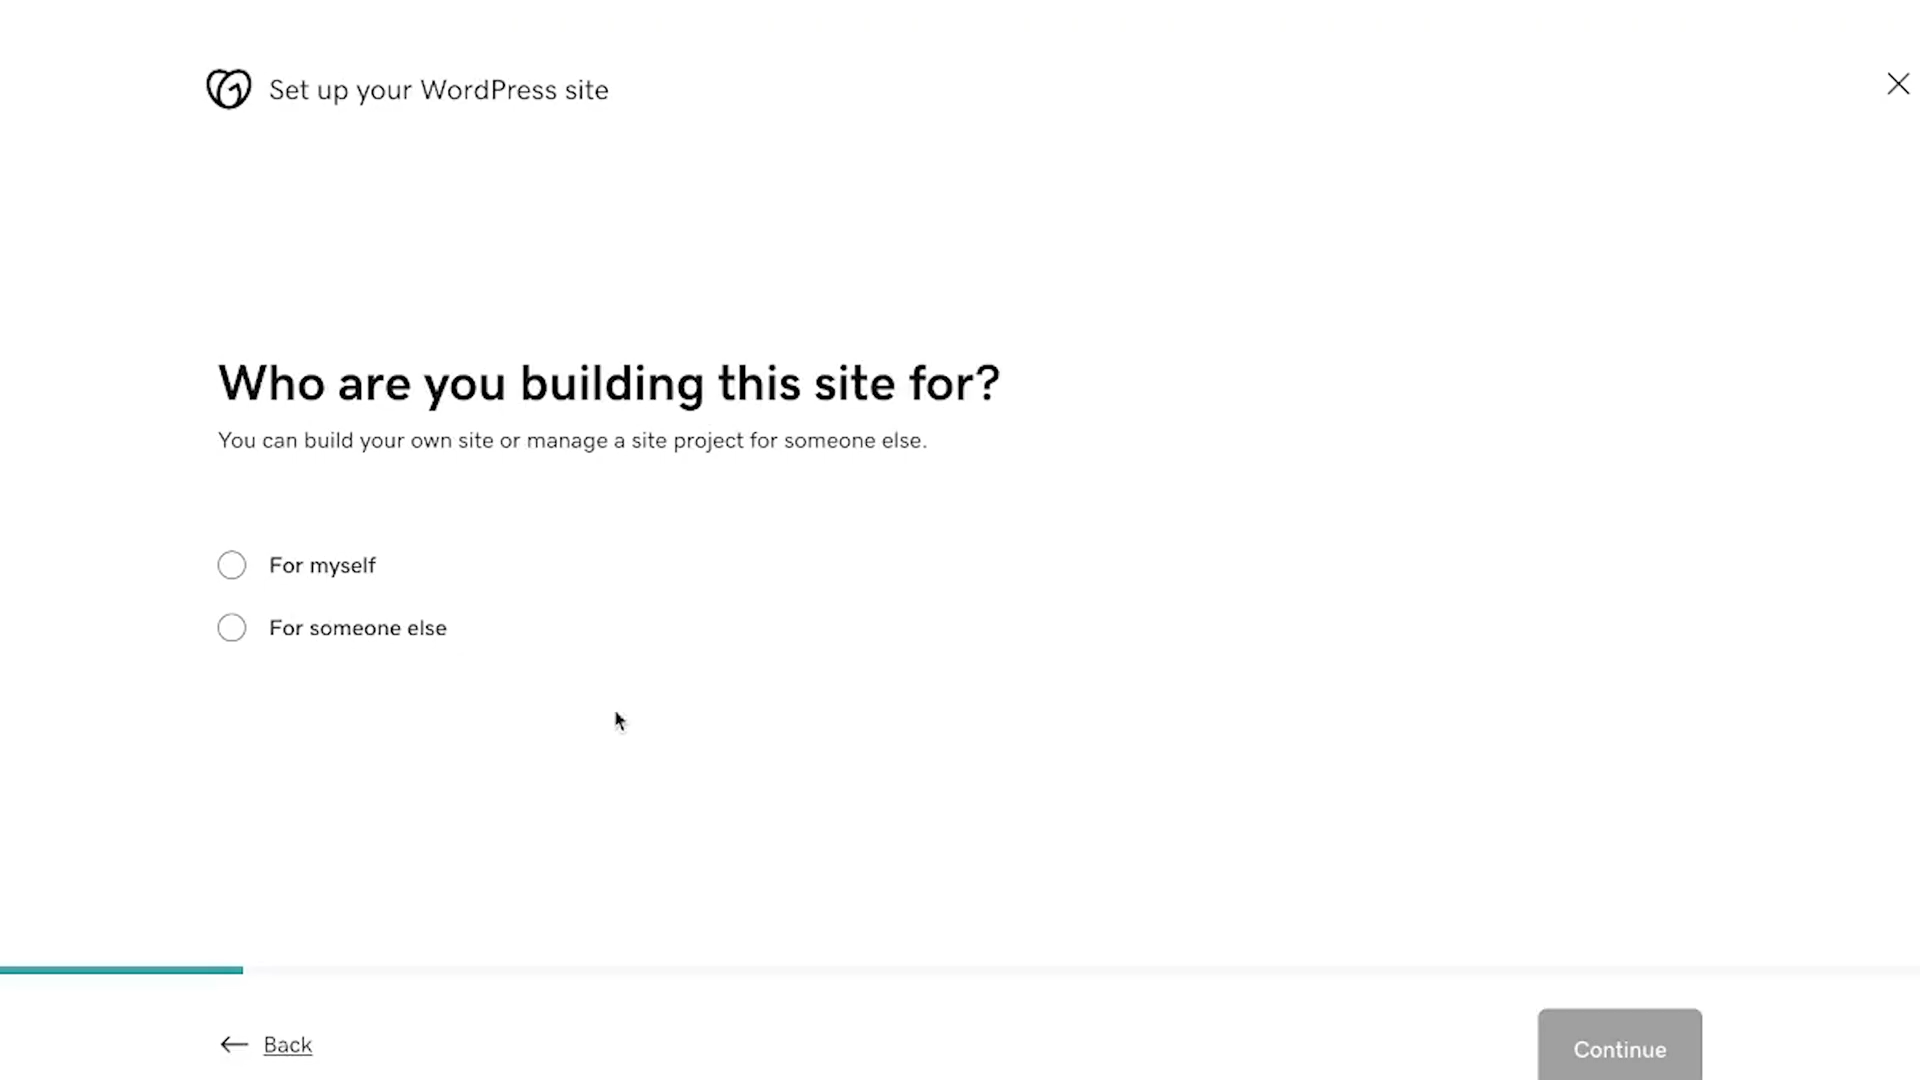 Set up your WordPress site
Who are you building this site for?
You can build your own site or manage a site project for someone else.
For myself
For someone else
Back
Continue